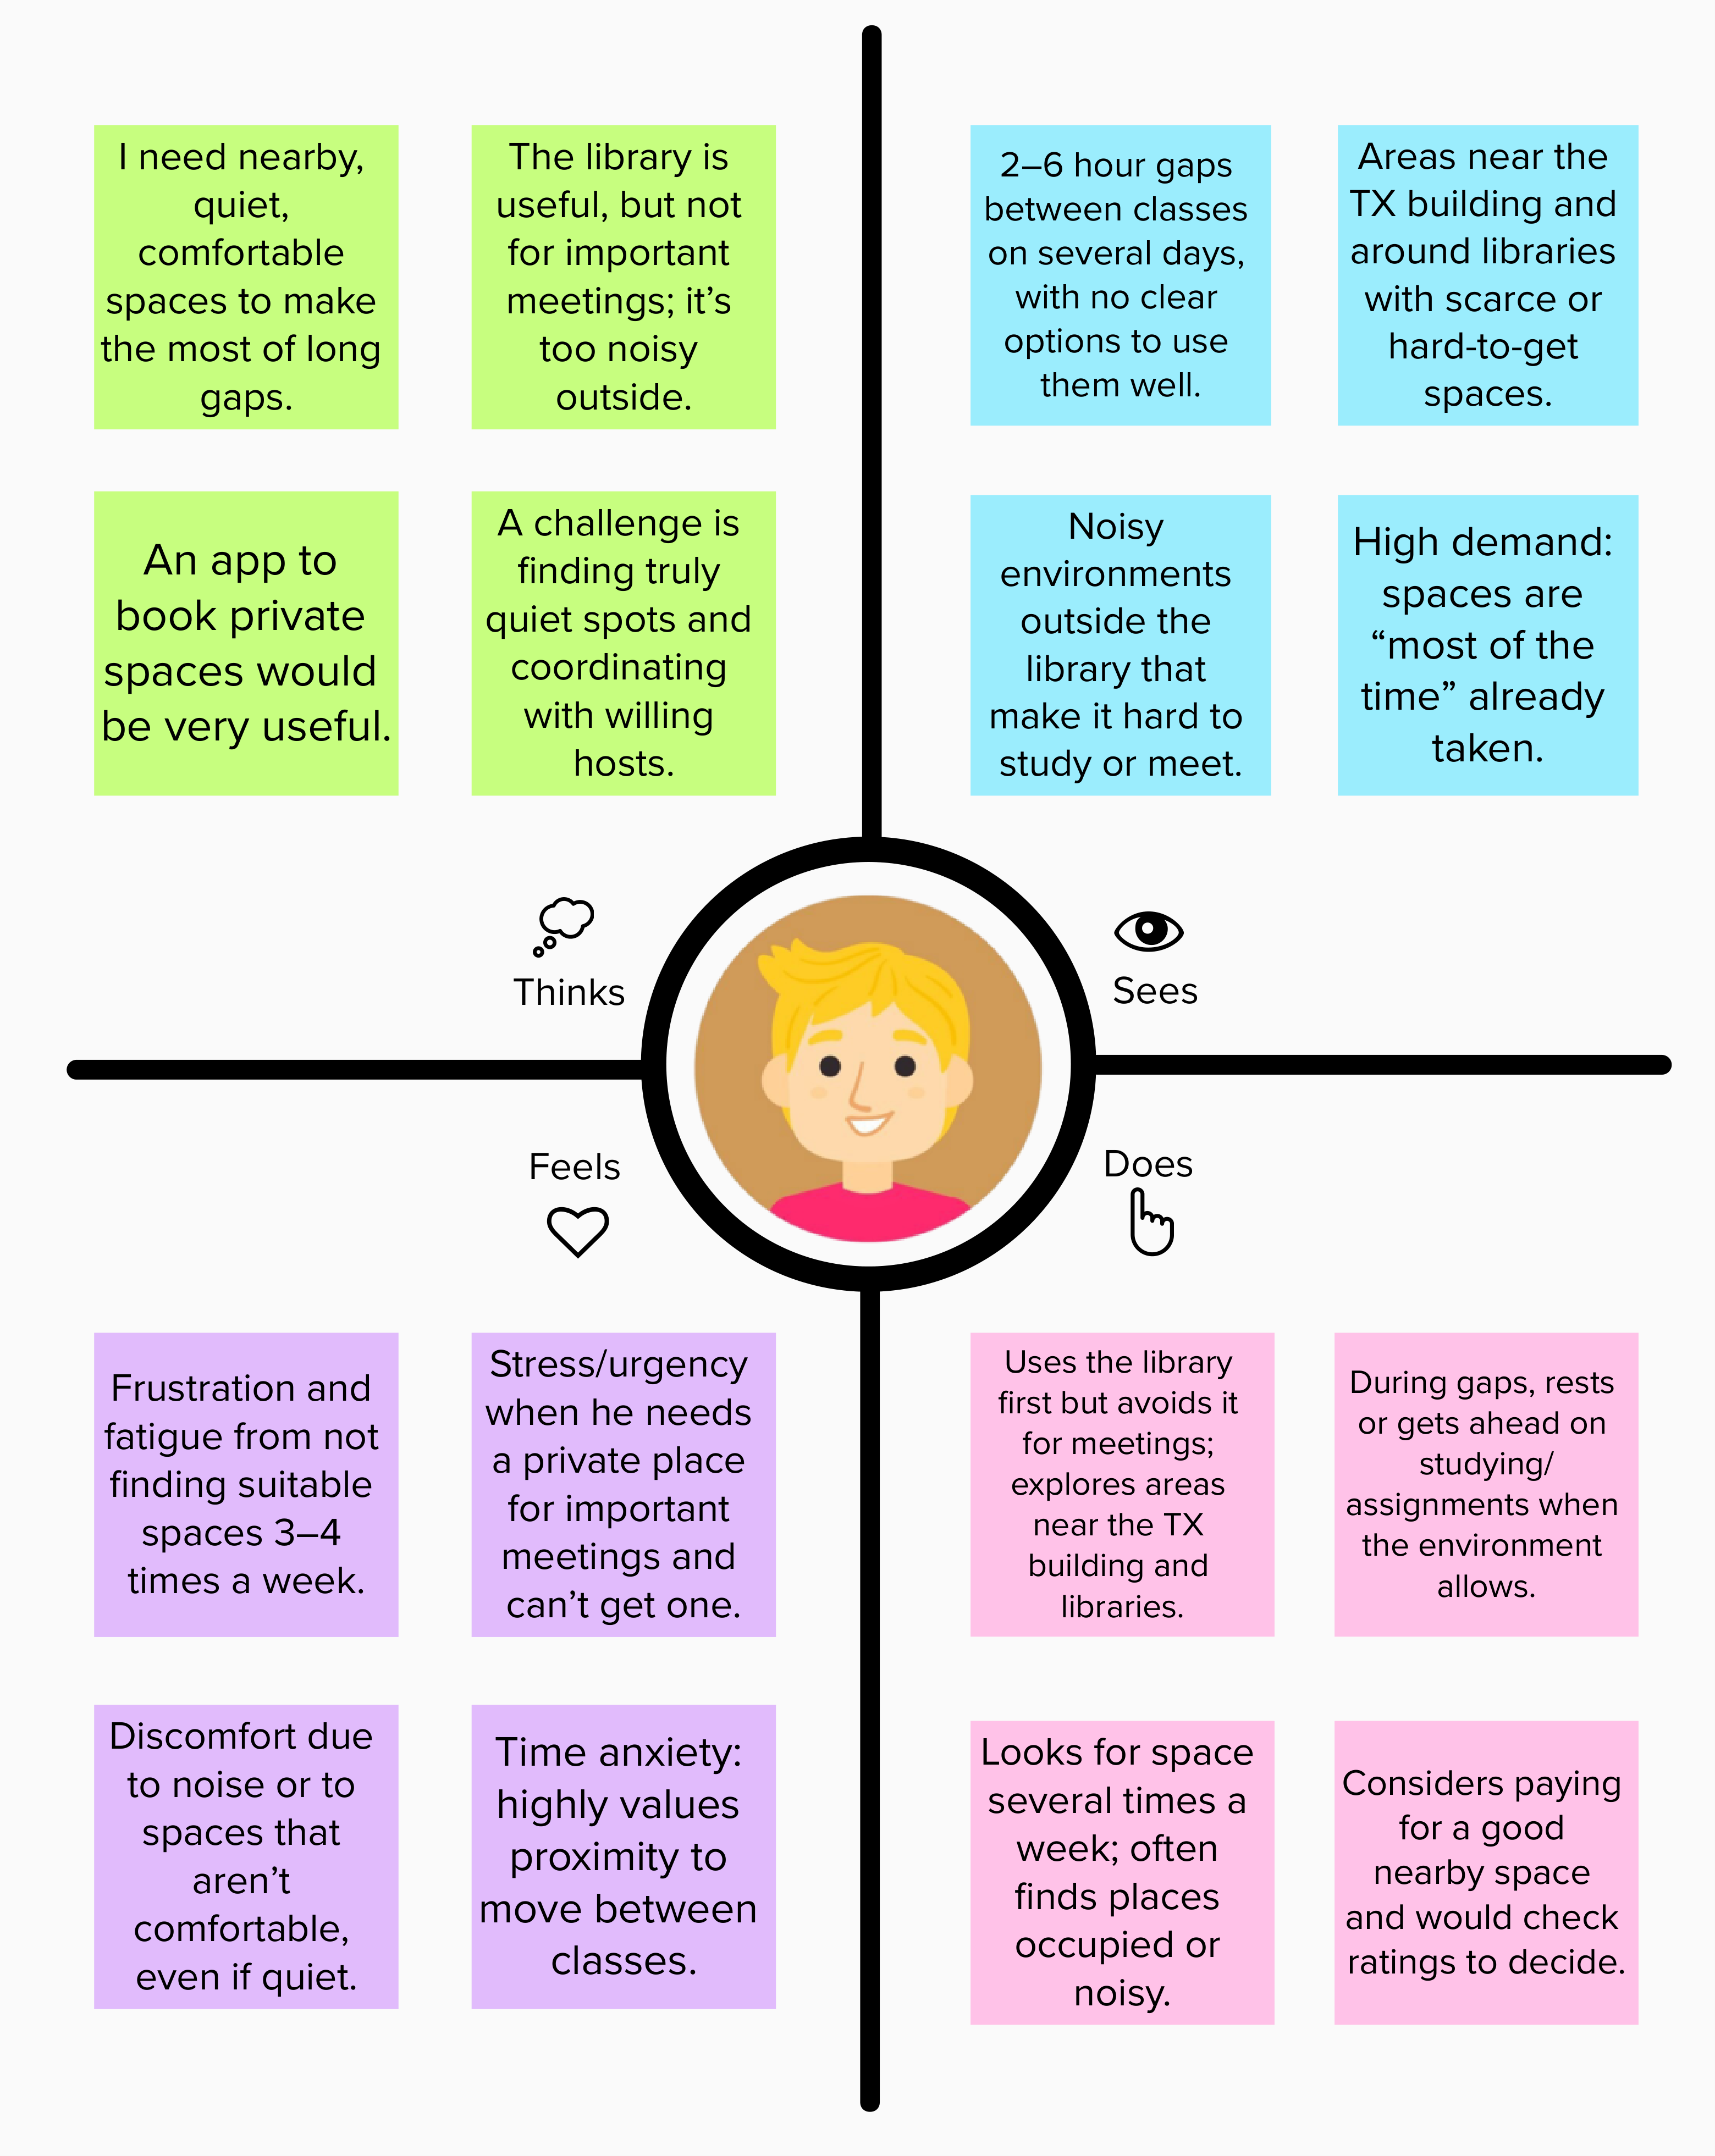 I need nearby,
quiet,
comfortable
spaces to make
the most of long
gaps.
The library is
useful, but not
for important
meetings; it’s
too noisy
outside.
An app to
book private
spaces would
be very useful.
A challenge is
finding truly
quiet spots and
coordinating
with willing
hosts.
Thinks
2–6 hour gaps
between classes
on several days,
with no clear
options to use
them well.
Areas near the
TX building and
around libraries
with scarce or
hard-to-get
spaces.
Noisy
environments
outside the
library that
make it hard to
study or meet.
High demand:
spaces are
“most of the
time” already
taken.
Sees
Feels
Frustration and
fatigue from not
finding suitable
spaces 3–4
times a week.
Stress/urgency
when he needs
a private place
for important
meetings and
can’t get one.
Discomfort due
to noise or to
spaces that
aren’t
comfortable,
even if quiet.
Time anxiety:
highly values
proximity to
move between
classes.
Does
Uses the library
first but avoids it
for meetings;
explores areas
near the TX
building and
libraries.
During gaps, rests
or gets ahead on
studying/
assignments when
the environment
allows.
Looks for space
several times a
week; often
finds places
occupied or
noisy.
Considers paying
for a good
nearby space
and would check
ratings to decide.